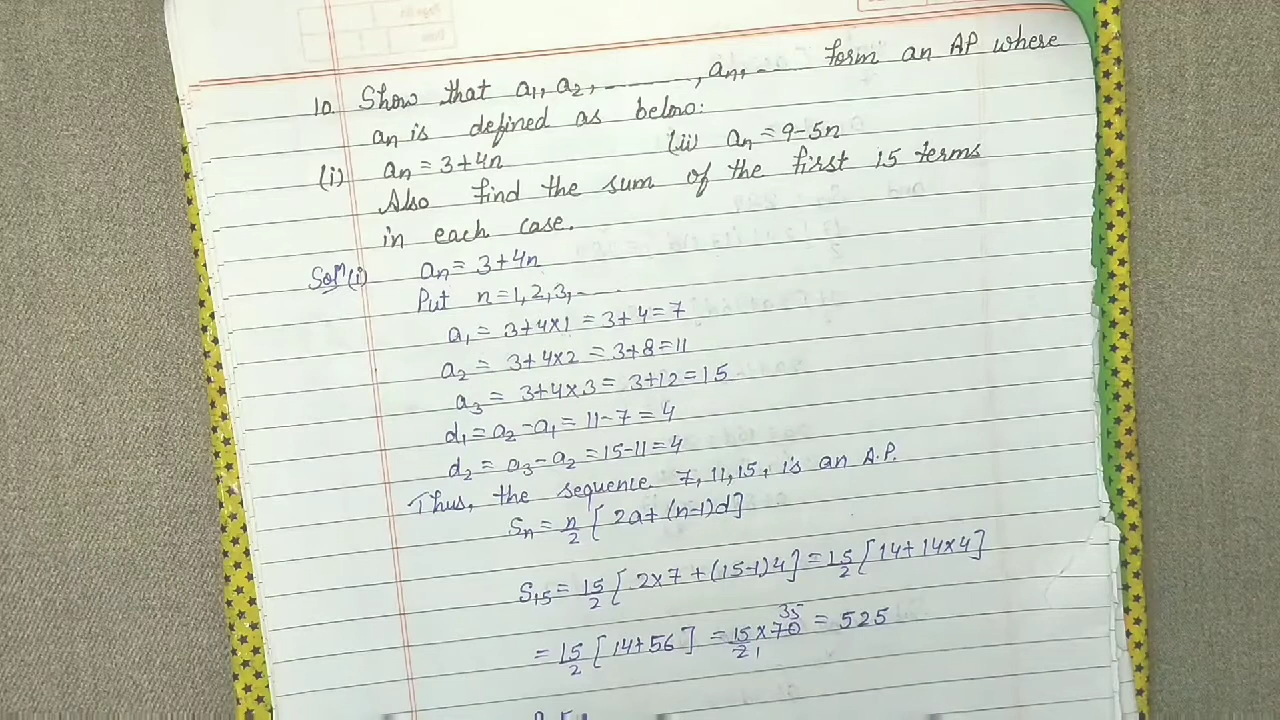 10. Show that a₁, a₂, ......, aₙ, ... form an AP where
aₙ is defined as below:
(i) aₙ = 3+4n (ii) aₙ = 9-5n
Also find the sum of the first 15 terms
in each case.
Solⁿ(i) aₙ = 3+4n
Put n=1,2,3,...
a₁ = 3+4×1 = 3+4=7
a₂ = 3+4×2 = 3+8=11
a₃ = 3+4×3 = 3+12=15
d₁ = a₂-a₁ = 11-7 = 4
d₂ = a₃-a₂ = 15-11=4
Thus, the sequence 7,11,15, is an A.P.
Sₙ = n/2 [2a+(n-1)d]
S₁₅ = 15/2 [2×7+(15-1)4] = 15/2 [14+14×4]
= 15/2 [14+56] = 15/2 1 × 70 35 = 525